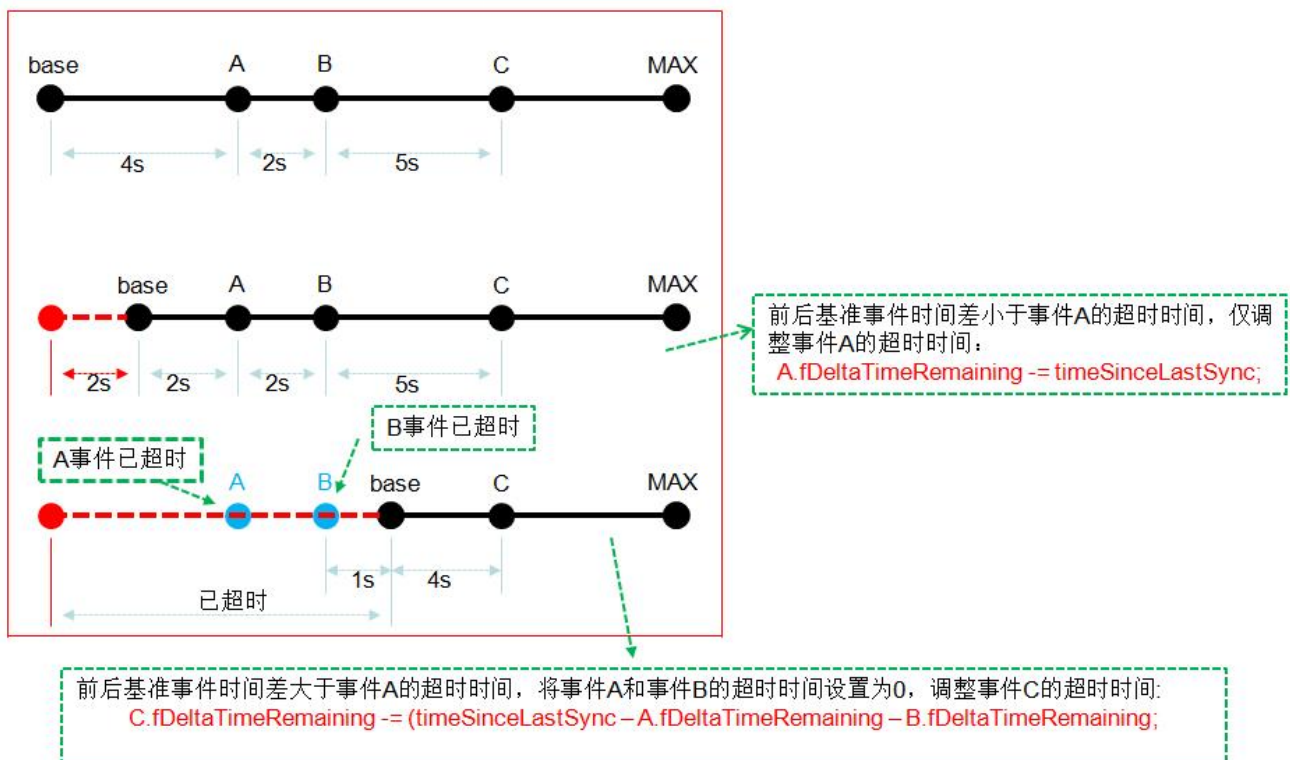 base A B C MAX
4s 2s 5s
base A B C MAX
2s 2s 2s 5s
前后基准事件时间差小于事件A的超时时间，仅调
整事件A的超时时间：
A.fDeltaTimeRemaining -= timeSinceLastSync;
B事件已超时
A事件已超时
A B base C MAX
1s 4s
已超时
前后基准事件时间差大于事件A的超时时间，将事件A和事件B的超时时间设置为0，调整事件C的超时时间:
C.fDeltaTimeRemaining -= (timeSinceLastSync – A.fDeltaTimeRemaining – B.fDeltaTimeRemaining;